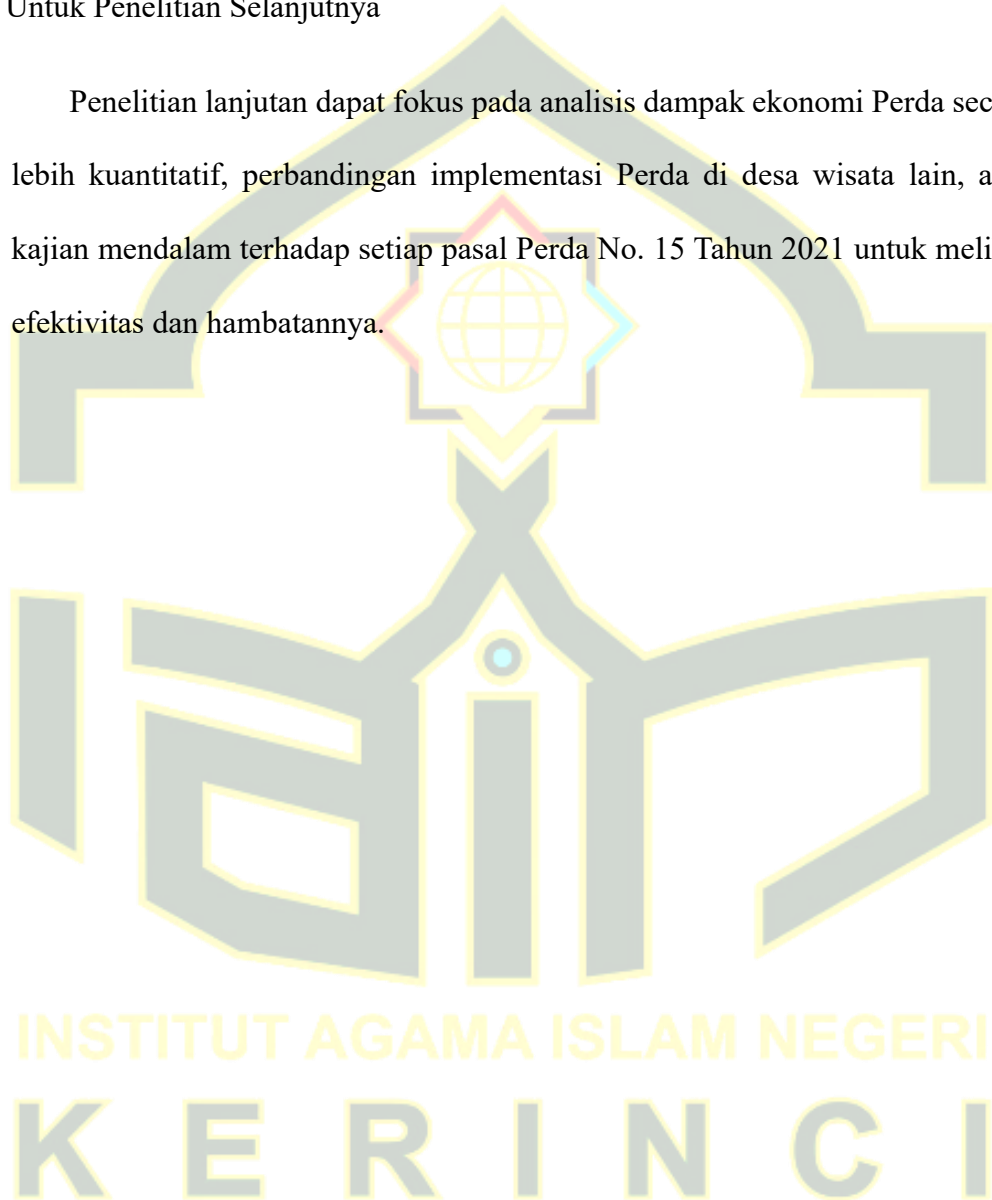 Untuk Penelitian Selanjutnya
Penelitian lanjutan dapat fokus pada analisis dampak ekonomi Perda sec
lebih kuantitatif, perbandingan implementasi Perda di desa wisata lain, a
kajian mendalam terhadap setiap pasal Perda No. 15 Tahun 2021 untuk meli
efektivitas dan hambatannya.
iain
INSTITUT AGAMA ISLAM NEGERI
KERINCI